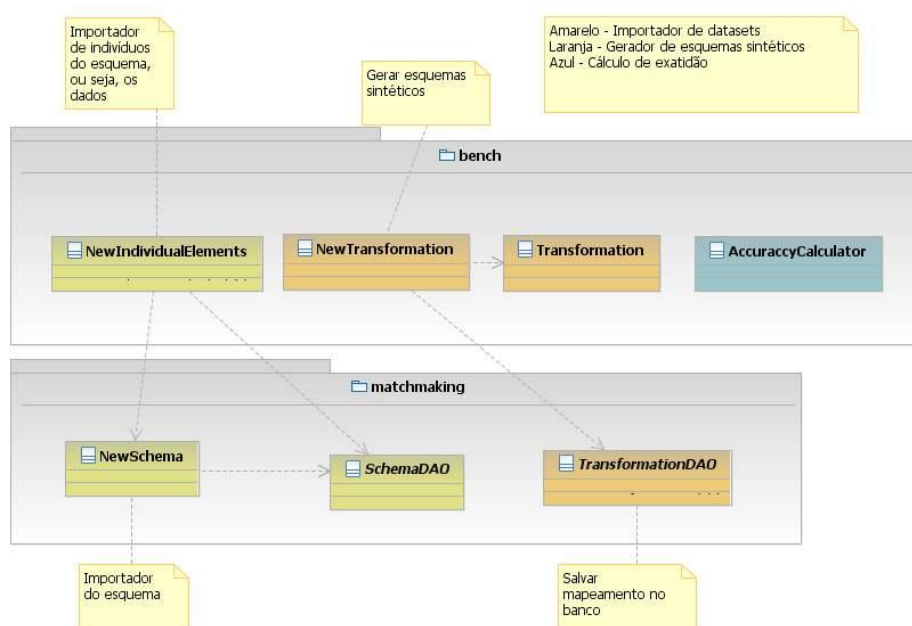 Importador
de indivíduos
do esquema,
ou seja, os
dados
Gerar esquemas
sintéticos
Amarelo - Importador de datasets
Laranja - Gerador de esquemas sintéticos
Azul - Cálculo de exatidão
bench
NewIndividualElements
NewTransformation
Transformation
AccuraccyCalculator
matchmaking
NewSchema
SchemaDAO
TransformationDAO
Importador
do esquema
Salvar
mapeamento no
banco